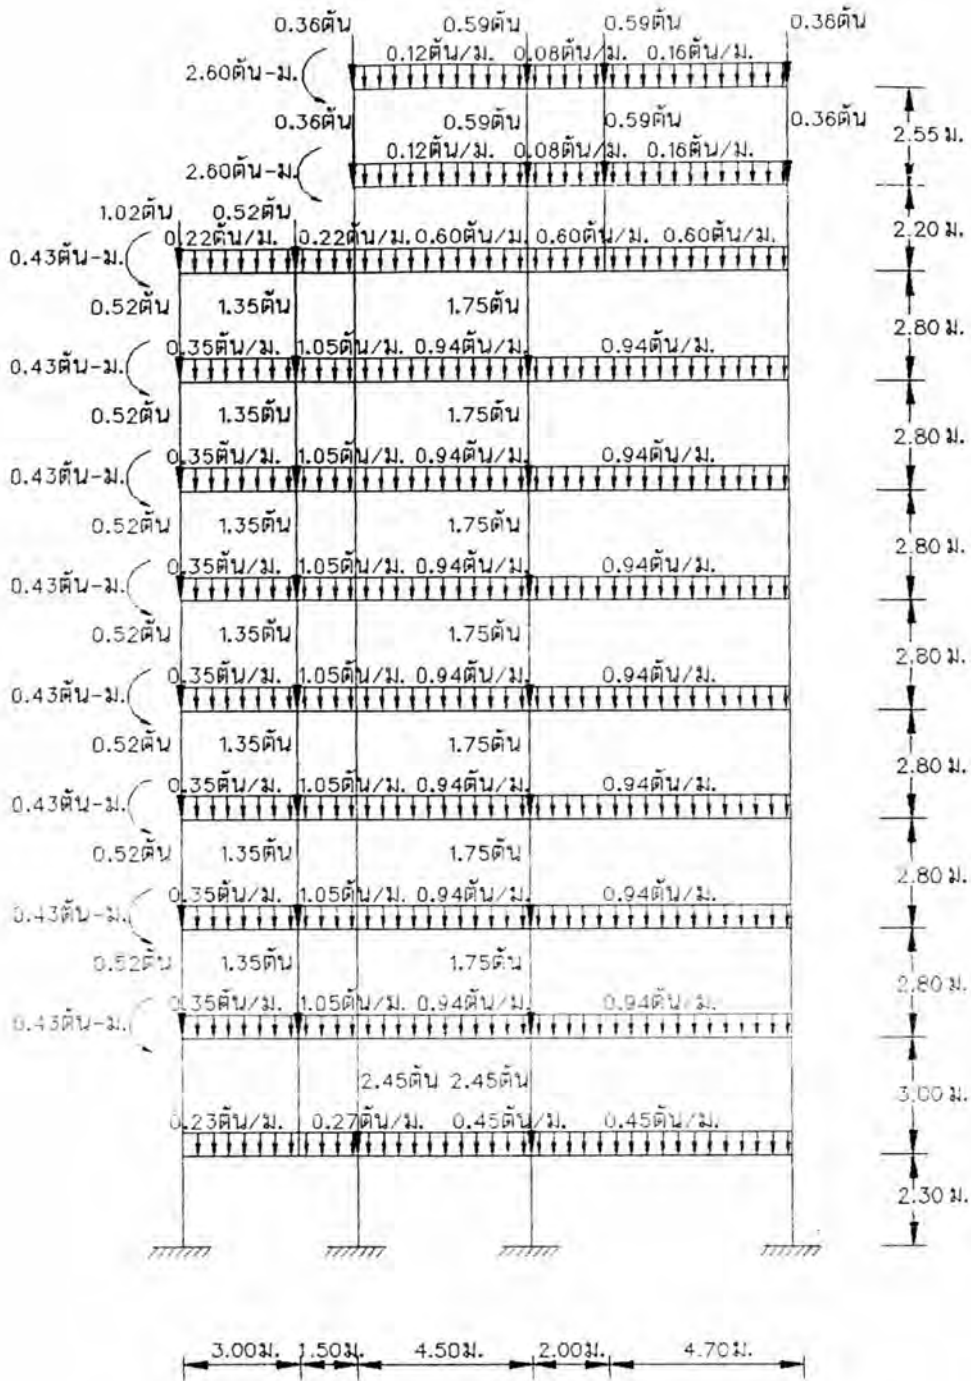 0.36ตัน 0.59ตัน 0.59ตัน 0.36ตัน
0.12ตัน/ม. 0.08ตัน/ม. 0.16ตัน/ม.
2.60ตัน-ม.
0.36ตัน 0.59ตัน 0.59ตัน 0.36ตัน
2.55 ม.
0.12ตัน/ม. 0.08ตัน/ม. 0.16ตัน/ม.
2.60ตัน-ม.
1.02ตัน 0.52ตัน
0.22ตัน/ม. 0.22ตัน/ม. 0.60ตัน/ม. 0.60ตัน/ม. 0.60ตัน/ม.
2.20 ม.
0.43ตัน-ม.
0.52ตัน 1.35ตัน 1.75ตัน
2.80 ม.
0.35ตัน/ม. 1.05ตัน/ม. 0.94ตัน/ม. 0.94ตัน/ม.
0.43ตัน-ม.
0.52ตัน 1.35ตัน 1.75ตัน
2.80 ม.
0.35ตัน/ม. 1.05ตัน/ม. 0.94ตัน/ม. 0.94ตัน/ม.
0.43ตัน-ม.
0.52ตัน 1.35ตัน 1.75ตัน
2.80 ม.
0.35ตัน/ม. 1.05ตัน/ม. 0.94ตัน/ม. 0.94ตัน/ม.
0.43ตัน-ม.
0.52ตัน 1.35ตัน 1.75ตัน
2.80 ม.
0.35ตัน/ม. 1.05ตัน/ม. 0.94ตัน/ม. 0.94ตัน/ม.
0.43ตัน-ม.
0.52ตัน 1.35ตัน 1.75ตัน
2.80 ม.
0.35ตัน/ม. 1.05ตัน/ม. 0.94ตัน/ม. 0.94ตัน/ม.
0.43ตัน-ม.
0.52ตัน 1.35ตัน 1.75ตัน
2.80 ม.
0.35ตัน/ม. 1.05ตัน/ม. 0.94ตัน/ม. 0.94ตัน/ม.
0.43ตัน-ม.
0.52ตัน 1.35ตัน 1.75ตัน
2.80 ม.
0.35ตัน/ม. 1.05ตัน/ม. 0.94ตัน/ม. 0.94ตัน/ม.
0.43ตัน-ม.
2.45ตัน 2.45ตัน
3.00 ม.
0.23ตัน/ม. 0.27ตัน/ม. 0.45ตัน/ม. 0.45ตัน/ม.
2.30 ม.
3.00ม. 1.50ม. 4.50ม. 2.00ม. 4.70ม.